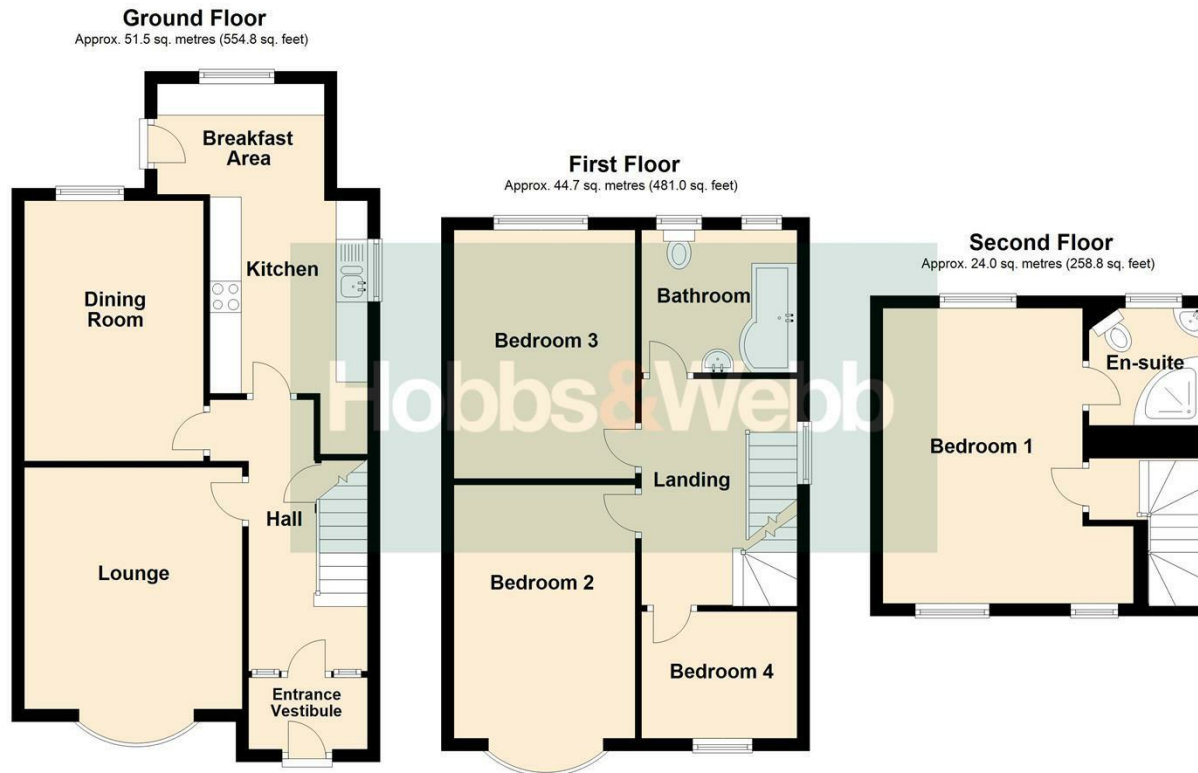 Ground Floor
Approx. 51.5 sq. metres (554.8 sq. feet)
Breakfast
Area
Kitchen
Dining
Room
Hall
Lounge
Entrance
Vestibule
First Floor
Approx. 44.7 sq. metres (481.0 sq. feet)
Bathroom
Bedroom 3
Landing
Bedroom 2
Bedroom 4
Second Floor
Approx. 24.0 sq. metres (258.8 sq. feet)
En-suite
Bedroom 1
Hobbs&Webb